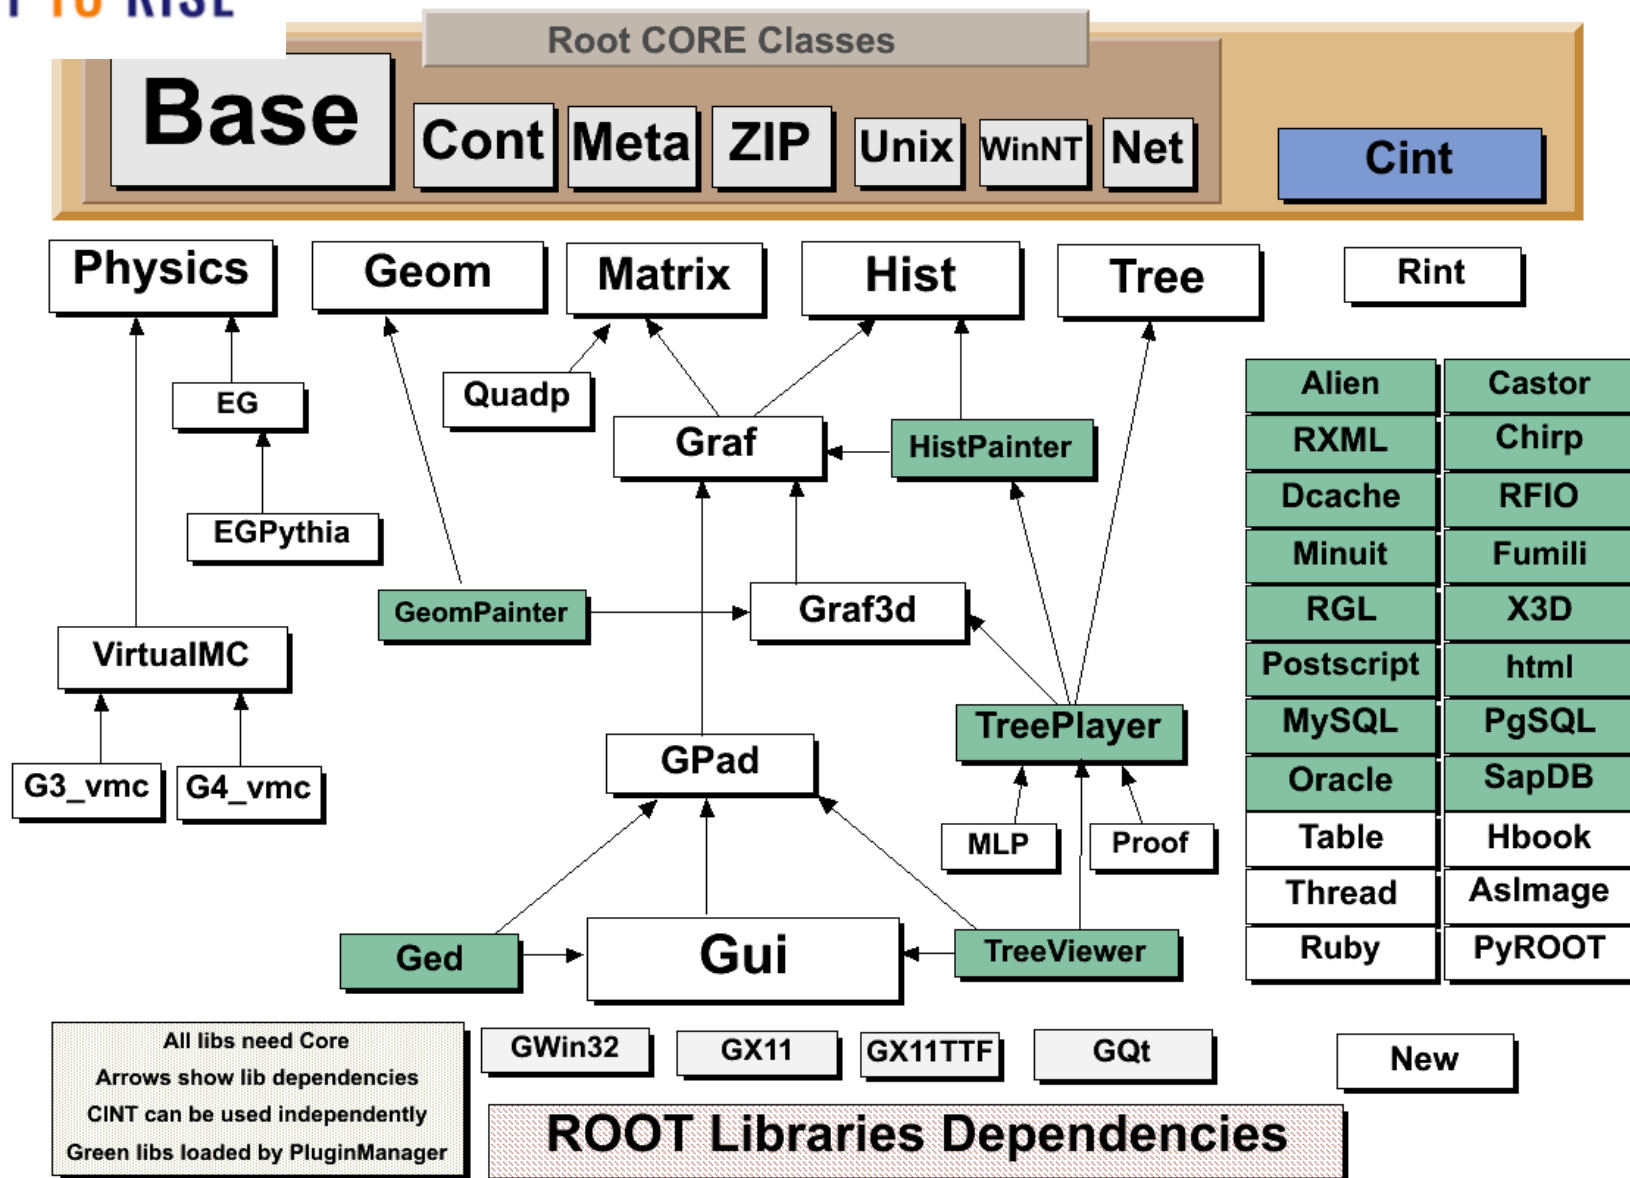 TO RISE
Root CORE Classes
Base
Cont
Meta
ZIP
Unix
WinNT
Net
Cint
Physics
Geom
Matrix
Hist
Tree
Rint
EG
Quadp
Graf
HistPainter
EGPythia
GeomPainter
Graf3d
VirtualMC
TreePlayer
GPad
G3_vmc
G4_vmc
MLP
Proof
Ged
Gui
TreeViewer
Alien
Castor
RXML
Chirp
Dcache
RFIO
Minuit
Fumili
RGL
X3D
Postscript
html
MySQL
PgSQL
Oracle
SapDB
Table
Hbook
Thread
AsImage
Ruby
PyROOT
All libs need Core
Arrows show lib dependencies
CINT can be used independently
Green libs loaded by PluginManager
GWin32
GX11
GX11TTF
GQt
New
ROOT Libraries Dependencies